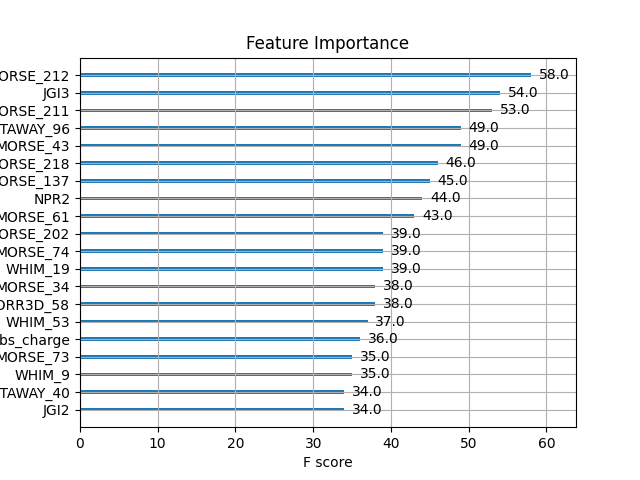 Feature Importance
ORSE_212 58.0
JGI3 54.0
ORSE_211 53.0
TAWAY_96 49.0
MORSE_43 49.0
ORSE_218 46.0
ORSE_137 45.0
NPR2 44.0
MORSE_61 43.0
ORSE_202 39.0
MORSE_74 39.0
WHIM_19 39.0
MORSE_34 38.0
ORR3D_58 38.0
WHIM_53 37.0
bs_charge 36.0
MORSE_73 35.0
WHIM_9 35.0
TAWAY_40 34.0
JGI2 34.0
0 10 20 30 40 50 60
F score